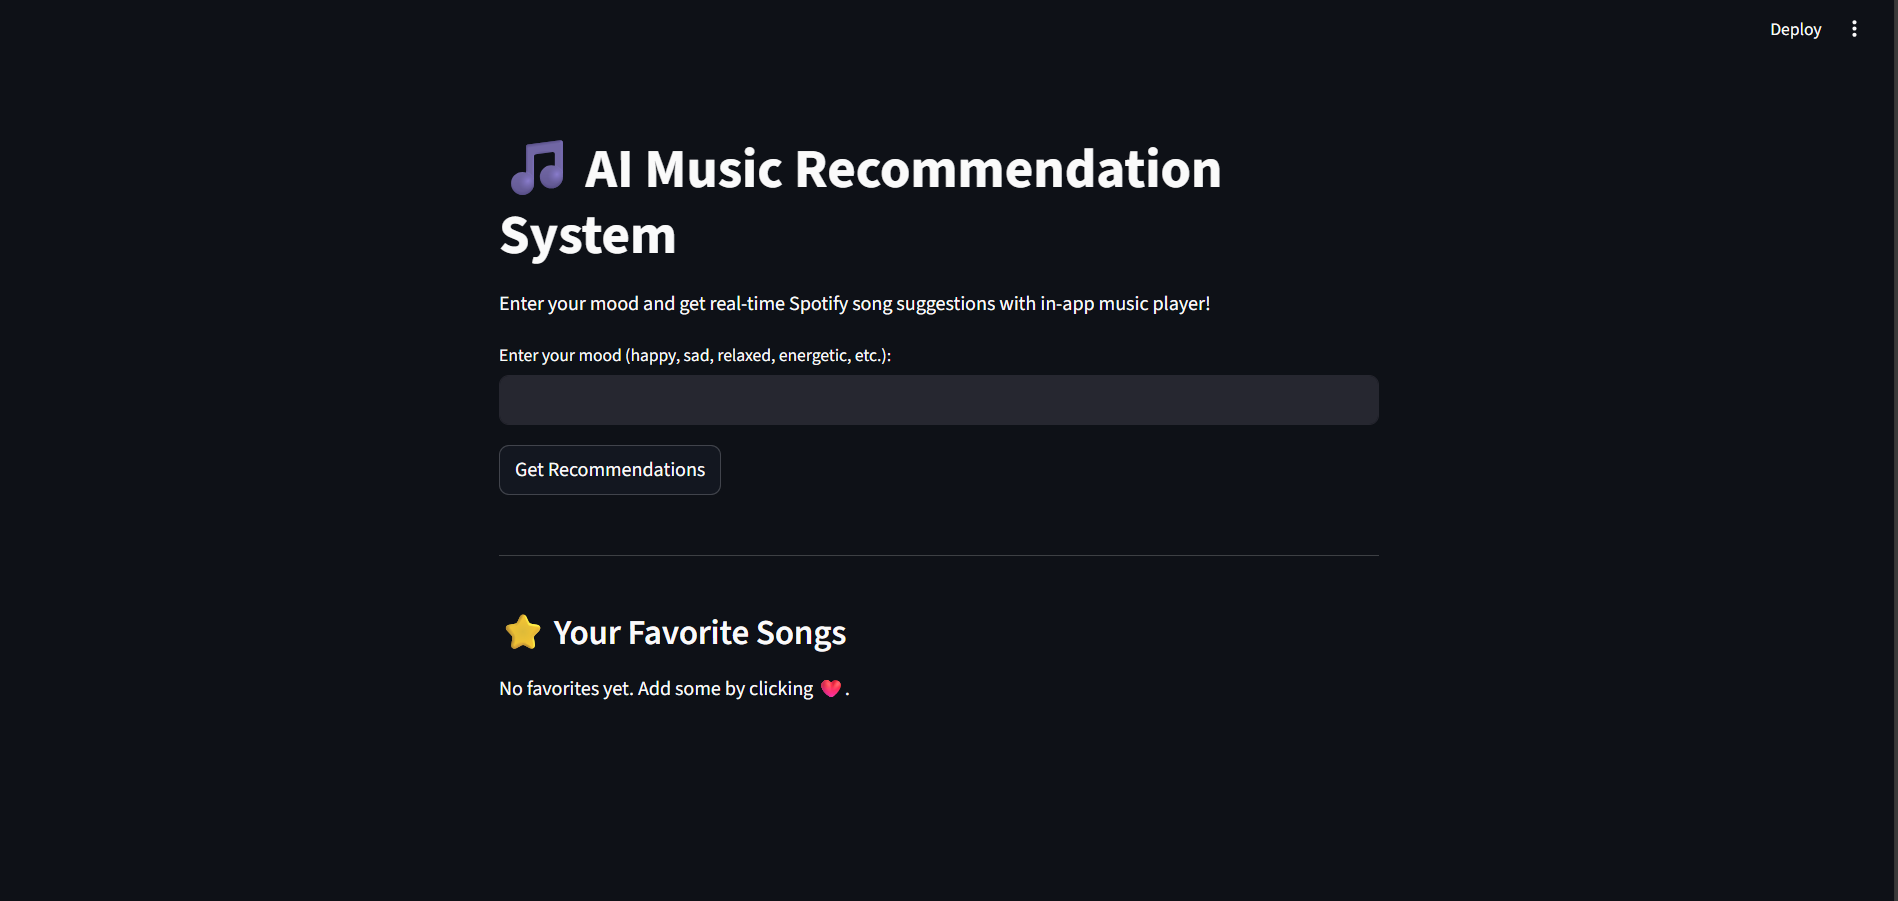 Deploy
🎵 AI Music Recommendation
System
Enter your mood and get real-time Spotify song suggestions with in-app music player!
Enter your mood (happy, sad, relaxed, energetic, etc.):
Get Recommendations
⭐ Your Favorite Songs
No favorites yet. Add some by clicking ❤️.